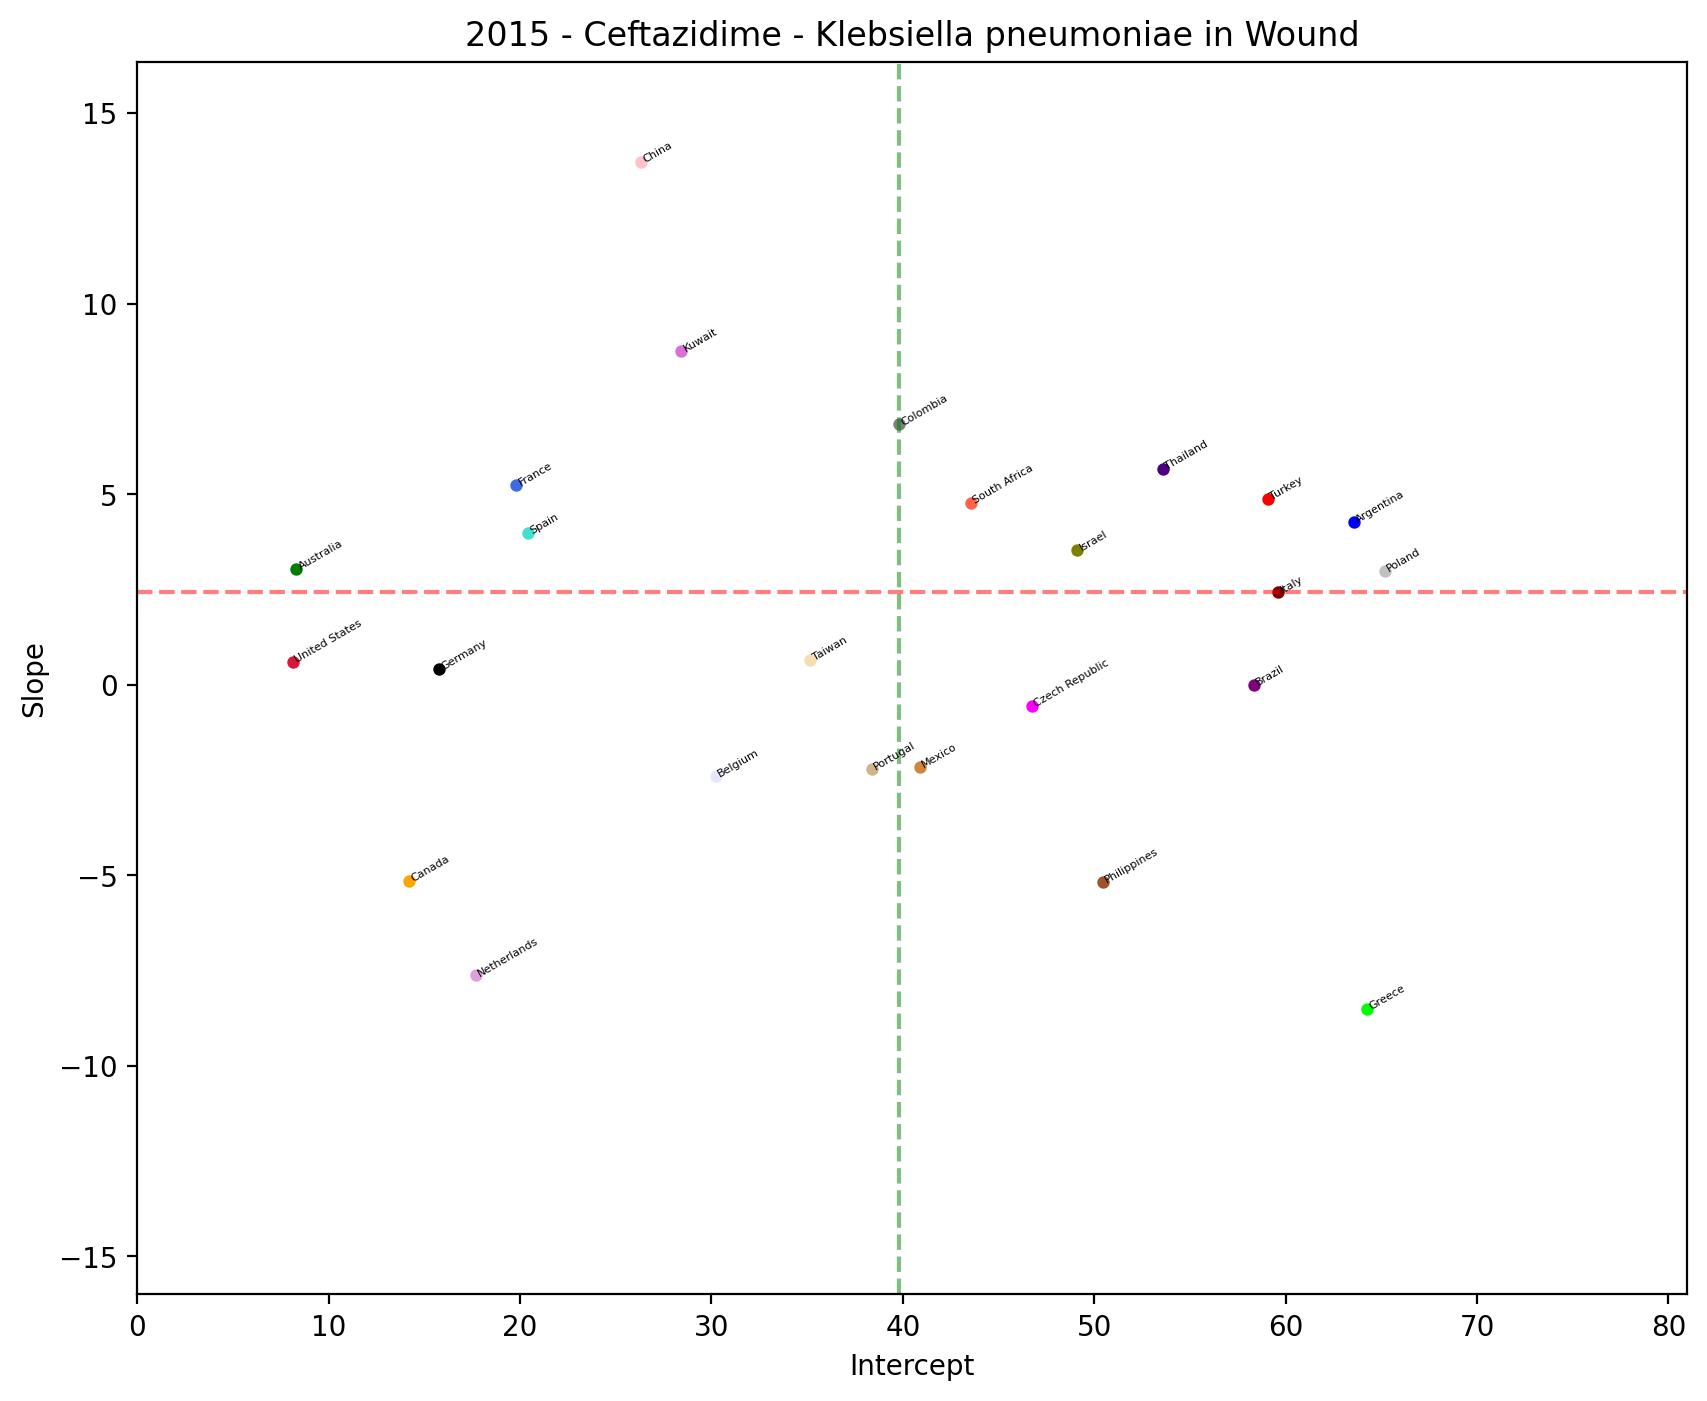 2015 - Ceftazidime - Klebsiella pneumoniae in Wound
15
China
10
Kuwait
Colombia
Thailand
France
5
South Africa
Turkey
Argentina
Spain
Israel
Australia
Poland
Italy
United States
Germany
Taiwan
Slope
0
Czech Republic
Brazil
Belgium
Portugal
Mexico
−5
Canada
Philippines
Netherlands
Greece
−10
−15
0 10 20 30 40 50 60 70 80
Intercept